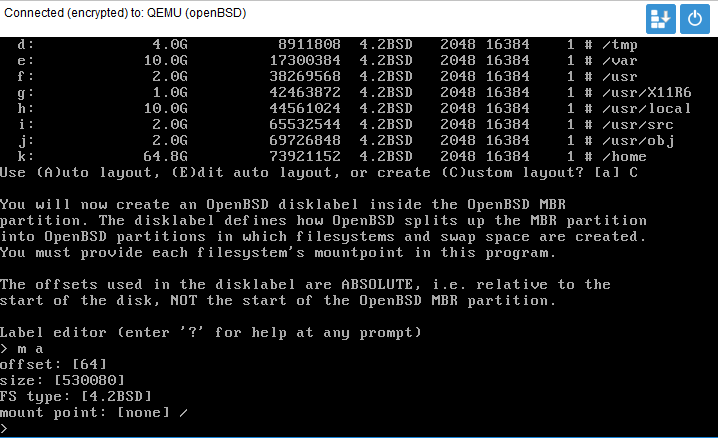 Connected (encrypted) to: QEMU (openBSD)
d: 4.0G 8911808 4.2BSD 2048 16384 1 # /tmp
e: 10.0G 17300384 4.2BSD 2048 16384 1 # /var
f: 2.0G 38269568 4.2BSD 2048 16384 1 # /usr
g: 1.0G 42463872 4.2BSD 2048 16384 1 # /usr/X11R6
h: 10.0G 44561024 4.2BSD 2048 16384 1 # /usr/local
i: 2.0G 65532544 4.2BSD 2048 16384 1 # /usr/src
j: 2.0G 69726848 4.2BSD 2048 16384 1 # /usr/obj
k: 64.8G 73921152 4.2BSD 2048 16384 1 # /home
Use (A)uto layout, (E)dit auto layout, or create (C)ustom layout? [a] C
You will now create an OpenBSD disklabel inside the OpenBSD MBR
partition. The disklabel defines how OpenBSD splits up the MBR partition
into OpenBSD partitions in which filesystems and swap space are created.
You must provide each filesystem's mountpoint in this program.
The offsets used in the disklabel are ABSOLUTE, i.e. relative to the
start of the disk, NOT the start of the OpenBSD MBR partition.
Label editor (enter '?' for help at any prompt)
> m a
offset: [64]
size: [530080]
FS type: [4.2BSD]
mount point: [none] /
>